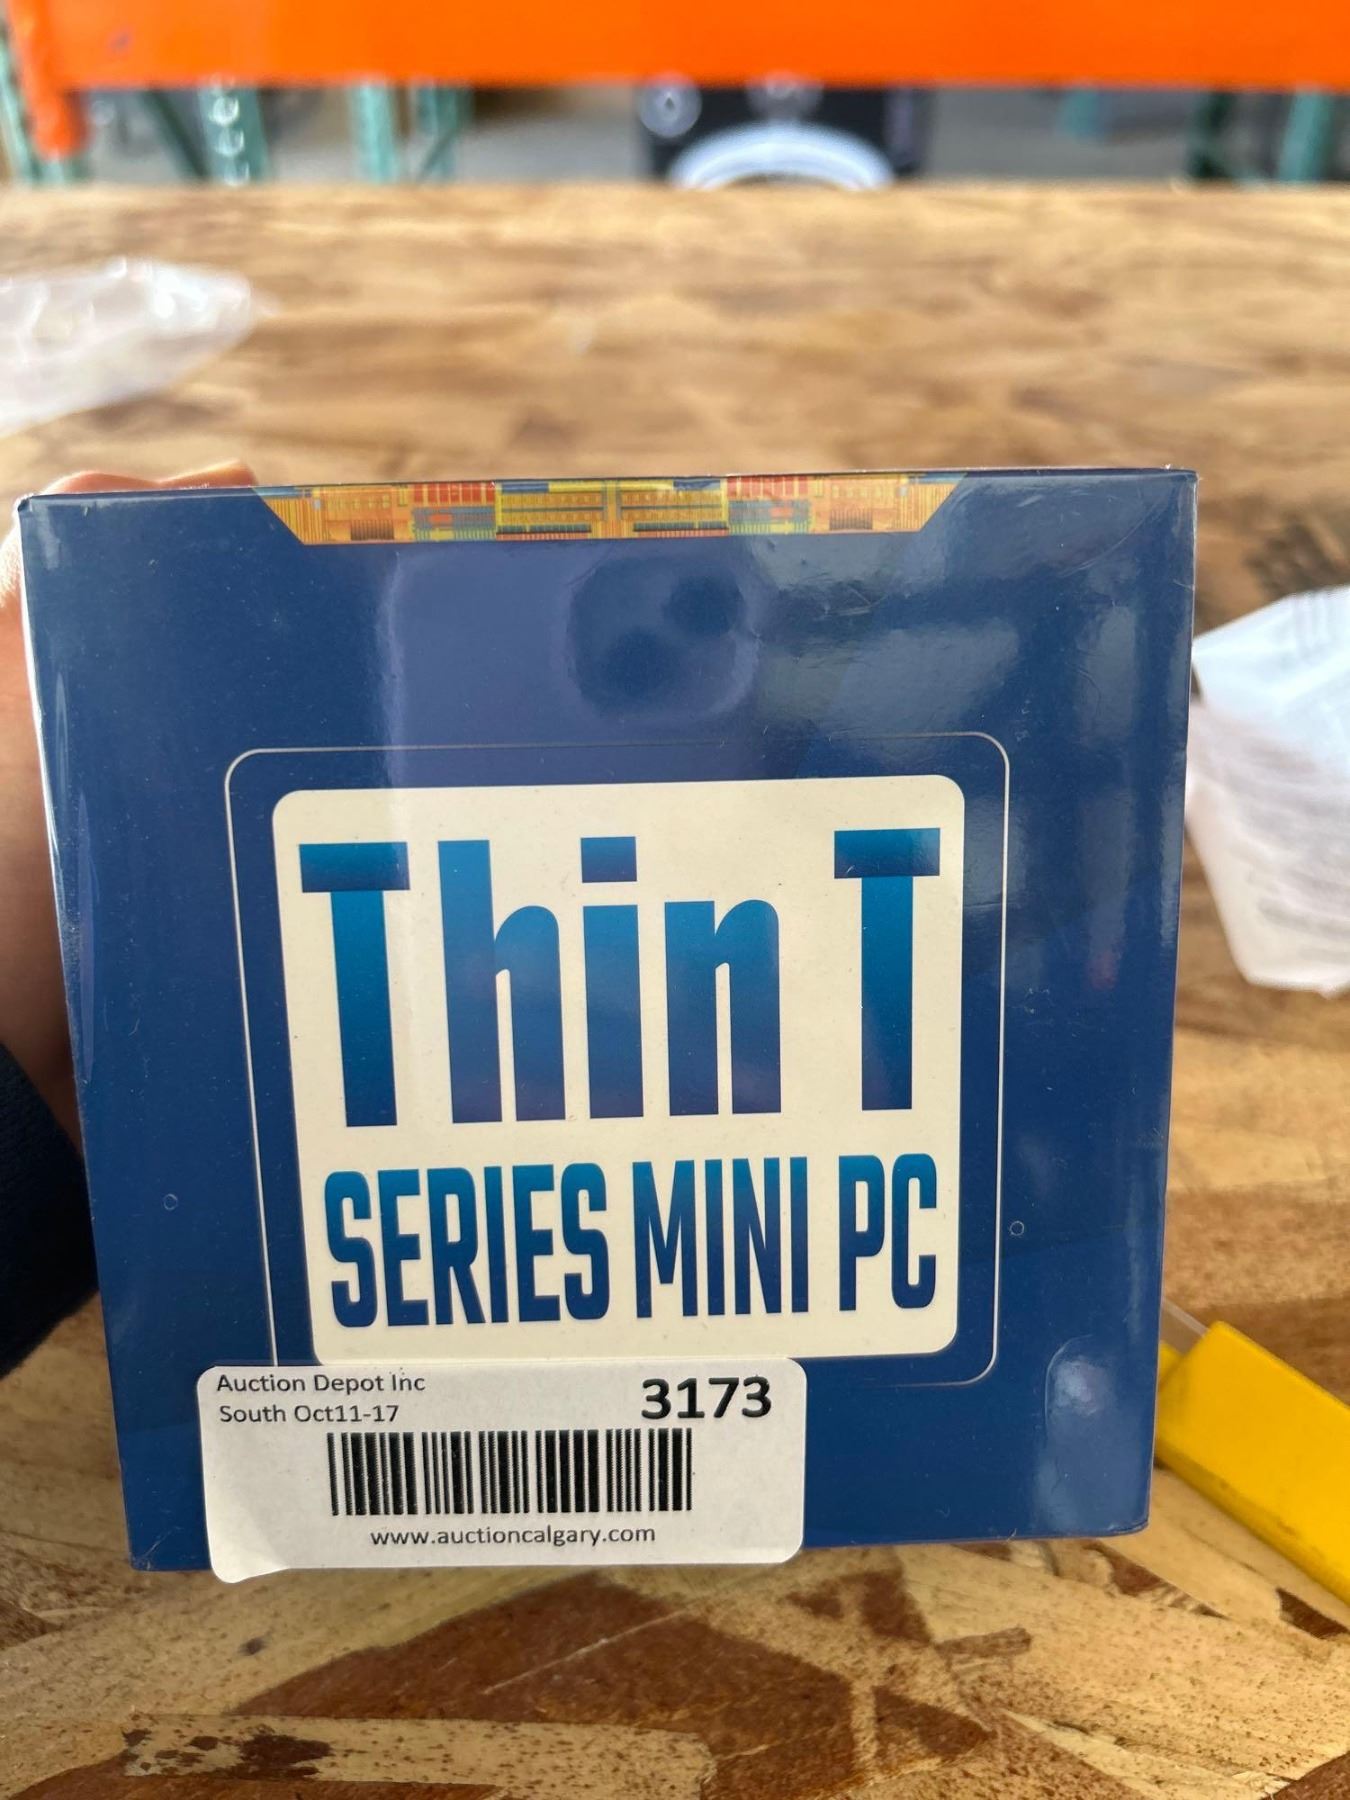 Thin T
SERIES MINI PC
Auction Depot Inc
3173
South Oct11-17
www.auctioncalgary.com